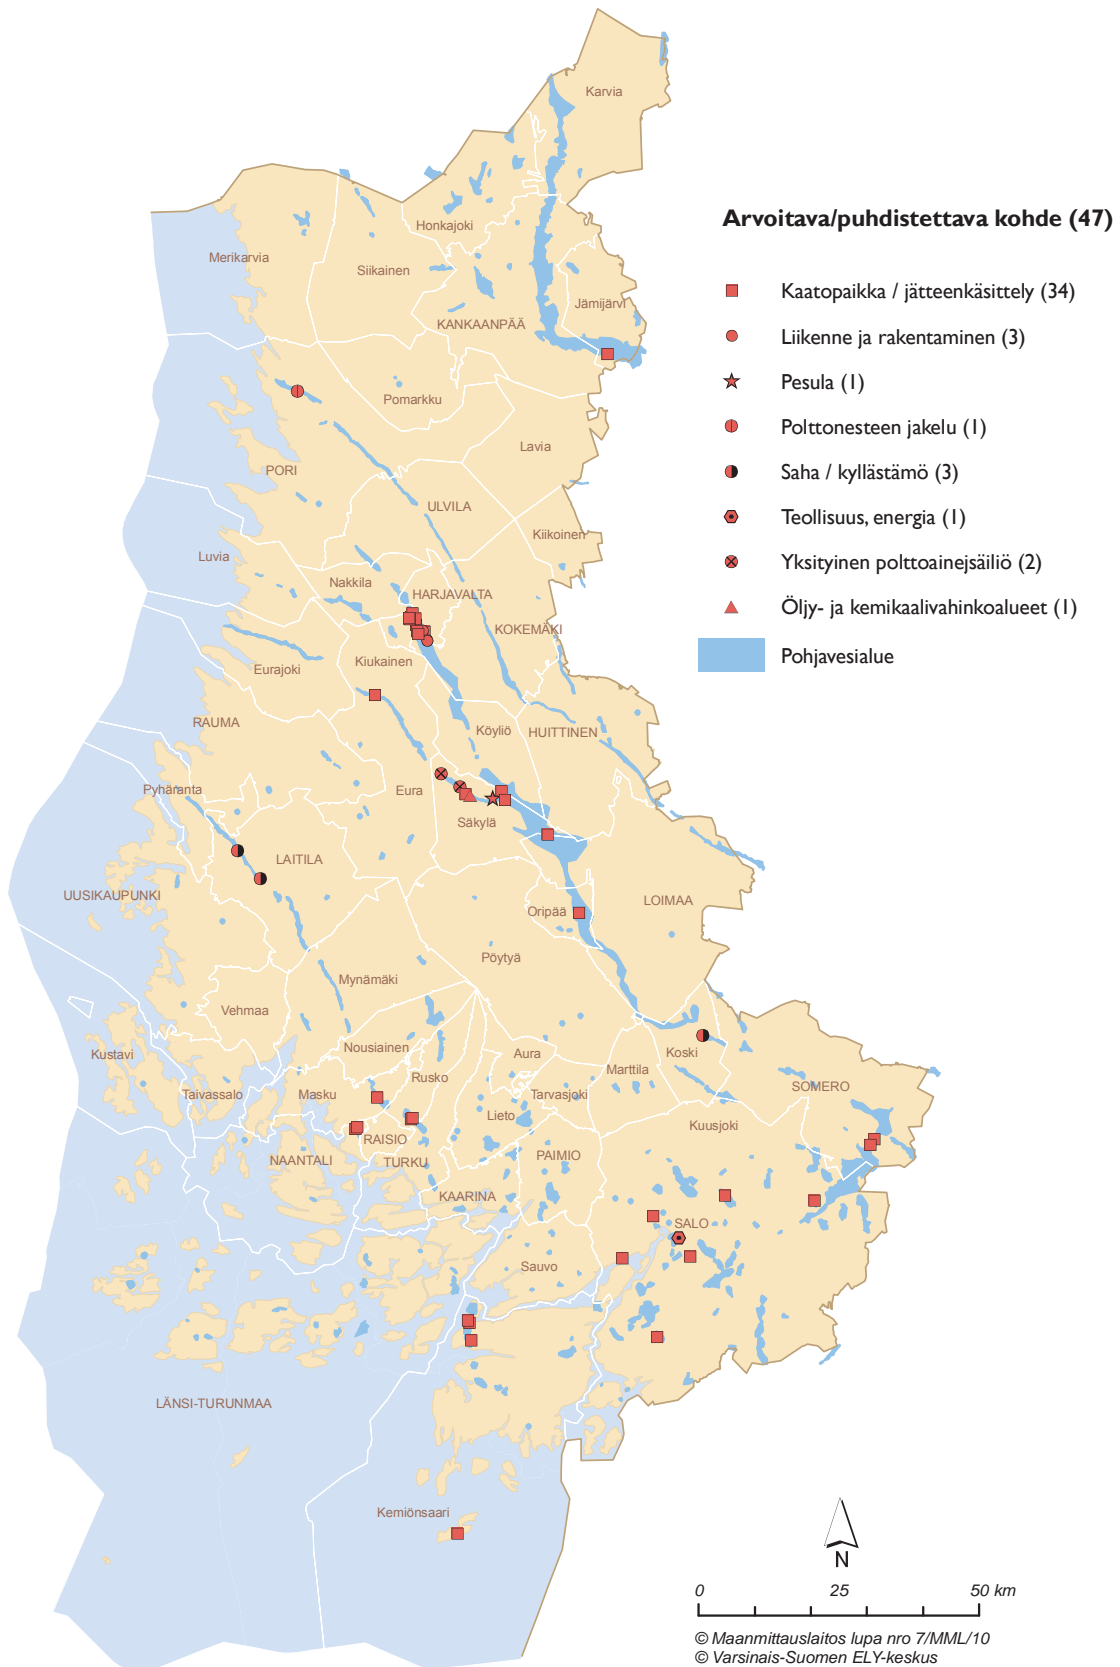 Karvia
Honkajoki
Merikarvia
Siikainen
Jämijärvi
KANKAANPÄÄ
Pomarkku
Lavia
PORI
ULVILA
Kiikoinen
Luvia
Nakkila
HARJAVALTA
KOKEMÄKI
Kiukainen
Eurajoki
RAUMA
Köyliö
HUITTINEN
Pyhäranta
Eura
Säkylä
LAITILA
UUSIKAUPUNKI
LOIMAA
Oripää
Pöytyä
Mynämäki
Vehmaa
Nousiainen
Kustavi
Aura
Koski
Marttila
Rusko
Taivassalo
Masku
Tarvasjoki
SOMERO
Lieto
Kuusjoki
RAISIO
NAANTALI
TURKU
PAIMIO
KAARINA
SALO
Sauvo
LÄNSI-TURUNMAA
Kemiönsaari
Arvoitava/puhdistettava kohde (47)
Kaatopaikka / jätteenkäsittely (34)
Liikenne ja rakentaminen (3)
Pesula (1)
Polttonesteen jakelu (1)
Saha / kyllästämö (3)
Teollisuus, energia (1)
Yksityinen polttoainejsäiliö (2)
Öljy- ja kemikaalivahinkoalueet (1)
Pohjavesialue
N
0 25 50 km
© Maanmittauslaitos lupa nro 7/MML/10
© Varsinais-Suomen ELY-keskus